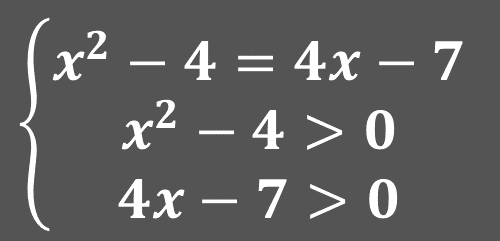 x² − 4 = 4x − 7
x² − 4 > 0
4x − 7 > 0